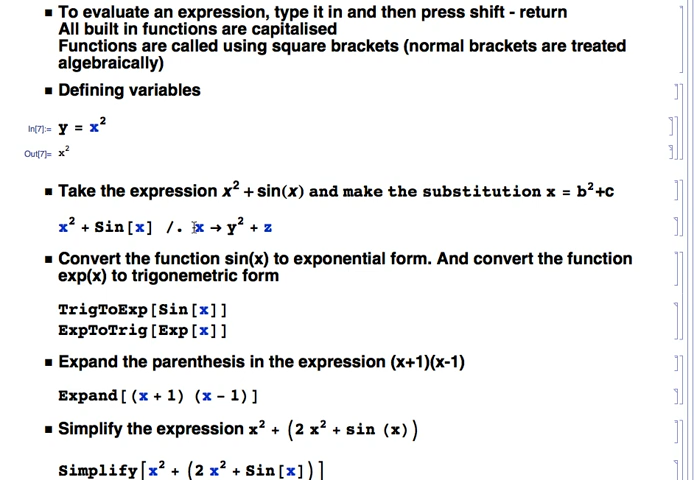 ▪ To evaluate an expression, type it in and then press shift - return
All built in functions are capitalised
Functions are called using square brackets (normal brackets are treated
algebraically)
▪ Defining variables
In[7]:= y = x²
Out[7]= x²
▪ Take the expression x² + sin(x) and make the substitution x = b²+c
x² + Sin[x] /. x → y² + z
▪ Convert the function sin(x) to exponential form. And convert the function
exp(x) to trigonemetric form
TrigToExp[Sin[x]]
ExpToTrig[Exp[x]]
▪ Expand the parenthesis in the expression (x+1)(x-1)
Expand[(x + 1) (x - 1)]
▪ Simplify the expression x² + (2 x² + sin (x))
Simplify[x² + (2 x² + Sin[x])]